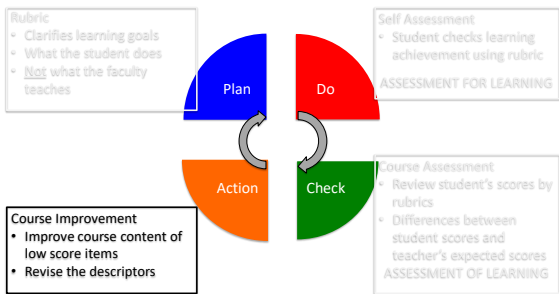 Rubric
• Clarifies learning goals
• What the student does
• Not what the faculty
teaches
Self Assessment
• Student checks learning
achievement using rubric
ASSESSMENT FOR LEARNING
Plan
Do
Action
Check
Course Improvement
• Improve course content of
low score items
• Revise the descriptors
Course Assessment
• Review student's scores by
rubrics
• Differences between
student scores and
teacher's expected scores
ASSESSMENT OF LEARNING